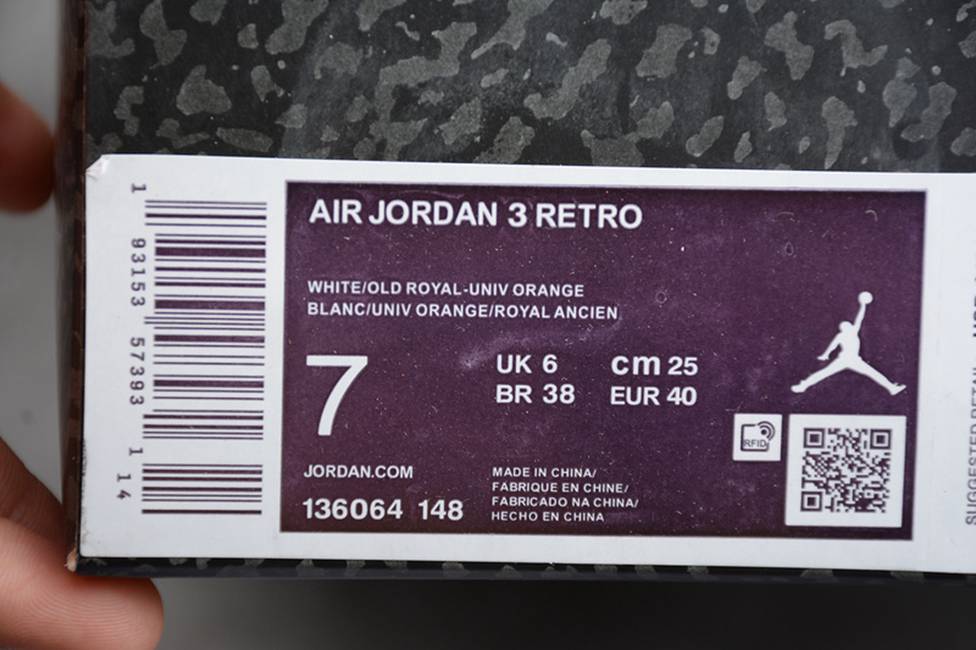 AIR JORDAN 3 RETRO
WHITE/OLD ROYAL-UNIV ORANGE
BLANC/UNIV ORANGE/ROYAL ANCIEN
7
UK 6 cm 25
BR 38 EUR 40
RFID
JORDAN.COM
136064 148
MADE IN CHINA/
FABRIQUE EN CHINE/
FABRICADO NA CHINA/
HECHO EN CHINA
1 93153 57393 1 14
SUGGESTED RETAIL